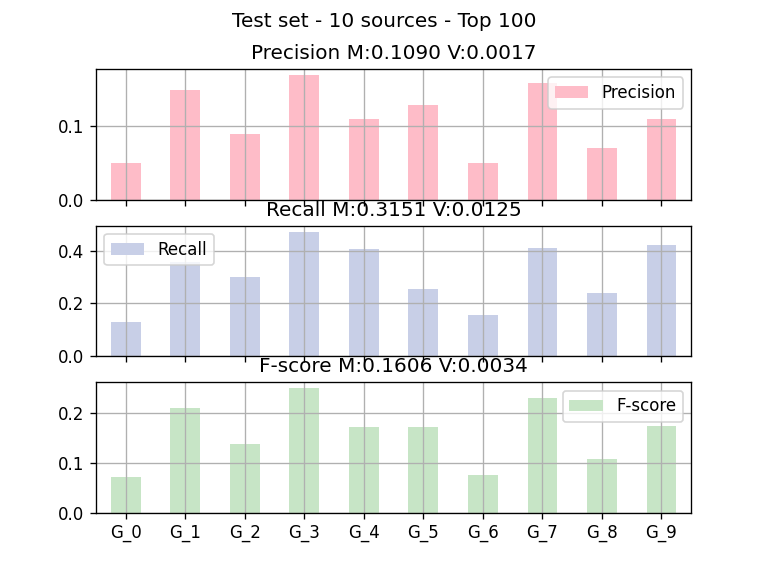 Test set - 10 sources - Top 100
Precision M:0.1090 V:0.0017
Precision
0.1
0.0
Recall M:0.3151 V:0.0125
Recall
0.4
0.2
0.0
F-score M:0.1606 V:0.0034
F-score
0.2
0.1
0.0
G_0 G_1 G_2 G_3 G_4 G_5 G_6 G_7 G_8 G_9